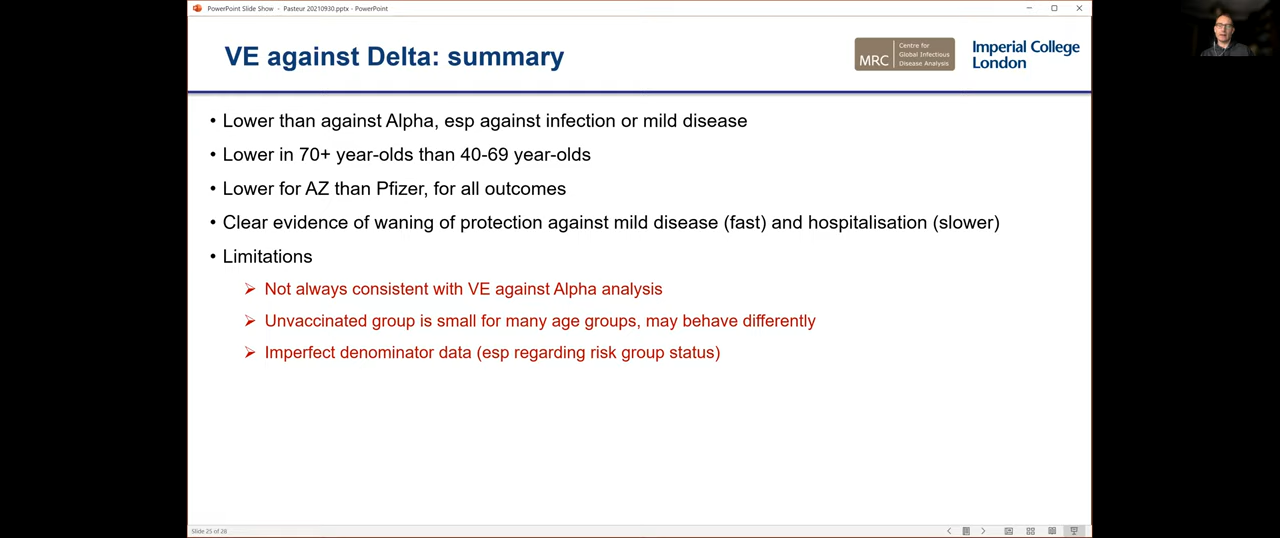 PowerPoint Slide Show - Pasteur 20210930.pptx - PowerPoint
VE against Delta: summary
MRC
Centre for
Global Infectious
Disease Analysis
Imperial College
London
• Lower than against Alpha, esp against infection or mild disease
• Lower in 70+ year-olds than 40-69 year-olds
• Lower for AZ than Pfizer, for all outcomes
• Clear evidence of waning of protection against mild disease (fast) and hospitalisation (slower)
• Limitations
➢ Not always consistent with VE against Alpha analysis
➢ Unvaccinated group is small for many age groups, may behave differently
➢ Imperfect denominator data (esp regarding risk group status)
Slide 25 of 28